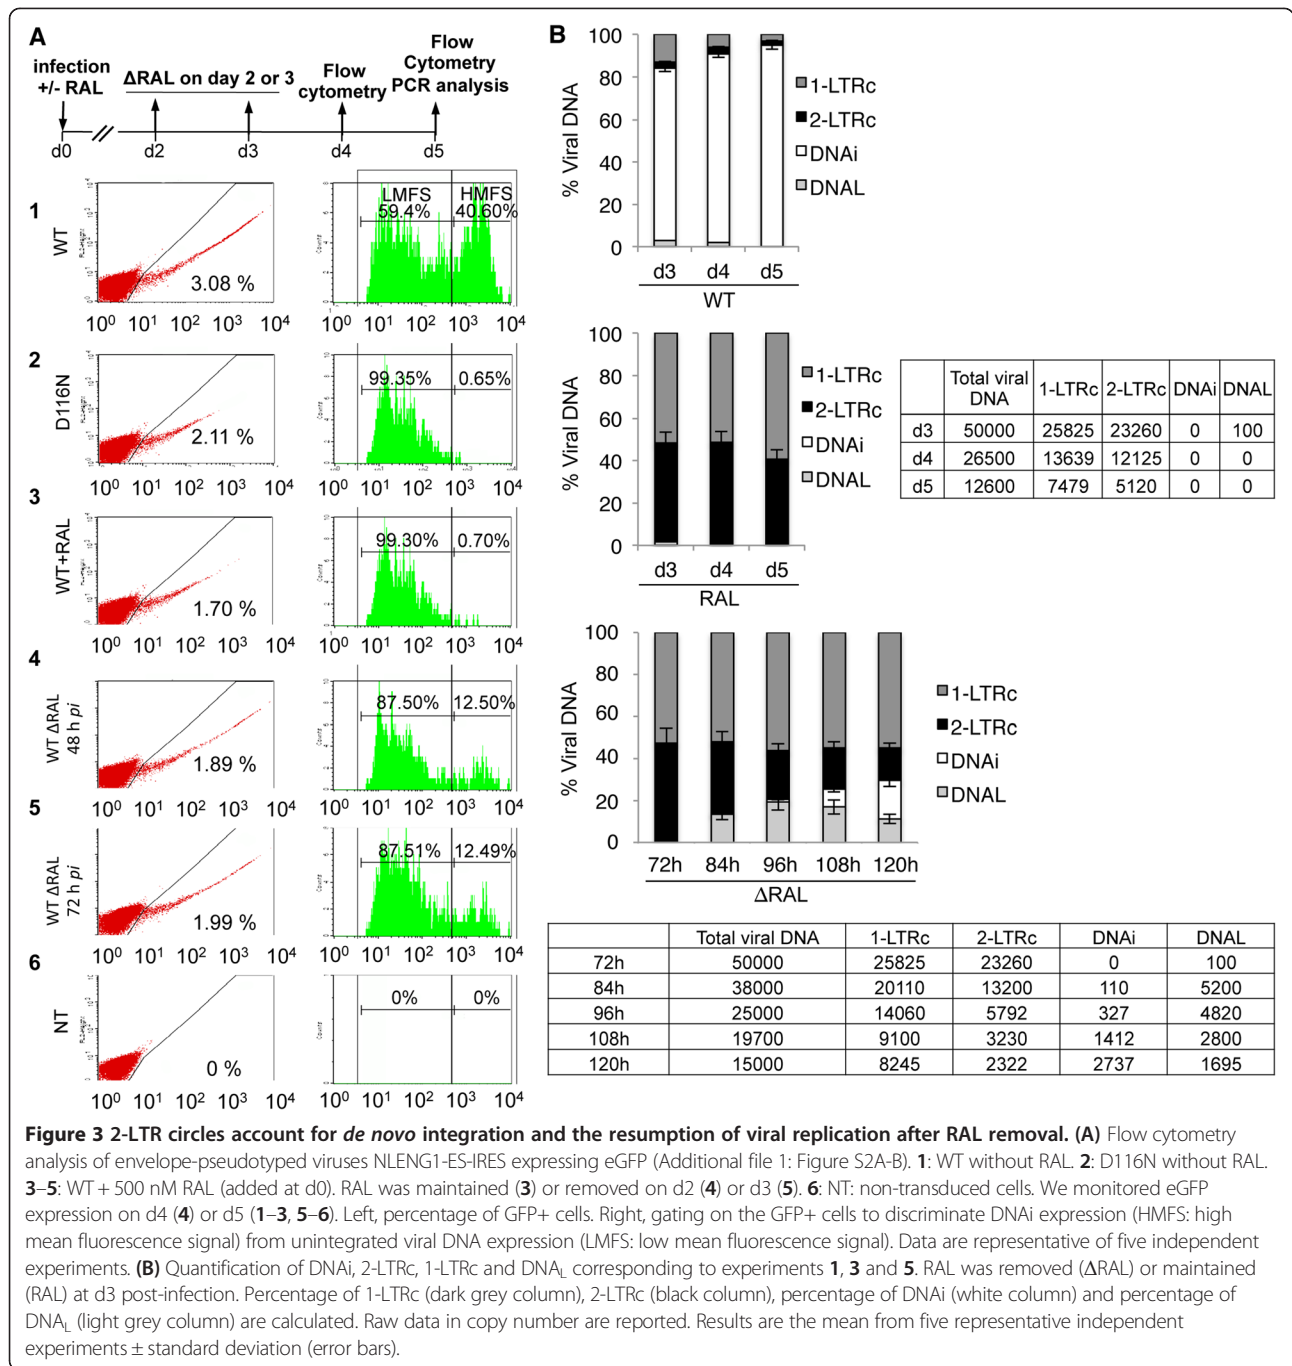 A
infection
+/- RAL
ΔRAL on day 2 or 3
Flow
cytometry
Flow
Cytometry
PCR analysis
d0
d2
d3
d4
d5
1
WT
3.08 %
10⁰ 10¹ 10² 10³ 10⁴
LMFS
59.4%
HMFS
40.60%
Counts
10⁰ 10¹ 10² 10³ 10⁴
2
D116N
2.11 %
10⁰ 10¹ 10² 10³ 10⁴
99.35%
0.65%
10⁰ 10¹ 10² 10³ 10⁴
3
WT+RAL
1.70 %
10⁰ 10¹ 10² 10³ 10⁴
99.30%
0.70%
10⁰ 10¹ 10² 10³ 10⁴
4
WT ΔRAL
48 h pi
1.89 %
10⁰ 10¹ 10² 10³ 10⁴
87.50%
12.50%
10⁰ 10¹ 10² 10³ 10⁴
5
WT ΔRAL
72 h pi
1.99 %
10⁰ 10¹ 10² 10³ 10⁴
87.51%
12.49%
Counts
10⁰ 10¹ 10² 10³ 10⁴
6
NT
0 %
10⁰ 10¹ 10² 10³ 10⁴
0%
0%
Counts
10⁰ 10¹ 10² 10³ 10⁴
B
% Viral DNA
100
80
60
40
20
0
d3 d4 d5
WT
1-LTRc
2-LTRc
DNAi
DNAL
% Viral DNA
100
80
60
40
20
0
d3 d4 d5
RAL
1-LTRc
2-LTRc
DNAi
DNAL
Total viral DNA 1-LTRc 2-LTRc DNAi DNAL
d3 50000 25825 23260 0 100
d4 26500 13639 12125 0 0
d5 12600 7479 5120 0 0
% Viral DNA
100
80
60
40
20
0
72h 84h 96h 108h 120h
ΔRAL
1-LTRc
2-LTRc
DNAi
DNAL
Total viral DNA 1-LTRc 2-LTRc DNAi DNAL
72h 50000 25825 23260 0 100
84h 38000 20110 13200 110 5200
96h 25000 14060 5792 327 4820
108h 19700 9100 3230 1412 2800
120h 15000 8245 2322 2737 1695
Figure 3 2-LTR circles account for de novo integration and the resumption of viral replication after RAL removal. (A) Flow cytometry
analysis of envelope-pseudotyped viruses NLENG1-ES-IRES expressing eGFP (Additional file 1: Figure S2A-B). 1: WT without RAL. 2: D116N without RAL.
3–5: WT + 500 nM RAL (added at d0). RAL was maintained (3) or removed on d2 (4) or d3 (5). 6: NT: non-transduced cells. We monitored eGFP
expression on d4 (4) or d5 (1–3, 5–6). Left, percentage of GFP+ cells. Right, gating on the GFP+ cells to discriminate DNAi expression (HMFS: high
mean fluorescence signal) from unintegrated viral DNA expression (LMFS: low mean fluorescence signal). Data are representative of five independent
experiments. (B) Quantification of DNAi, 2-LTRc, 1-LTRc and DNAL corresponding to experiments 1, 3 and 5. RAL was removed (ΔRAL) or maintained
(RAL) at d3 post-infection. Percentage of 1-LTRc (dark grey column), 2-LTRc (black column), percentage of DNAi (white column) and percentage of
DNAL (light grey column) are calculated. Raw data in copy number are reported. Results are the mean from five representative independent
experiments ± standard deviation (error bars).